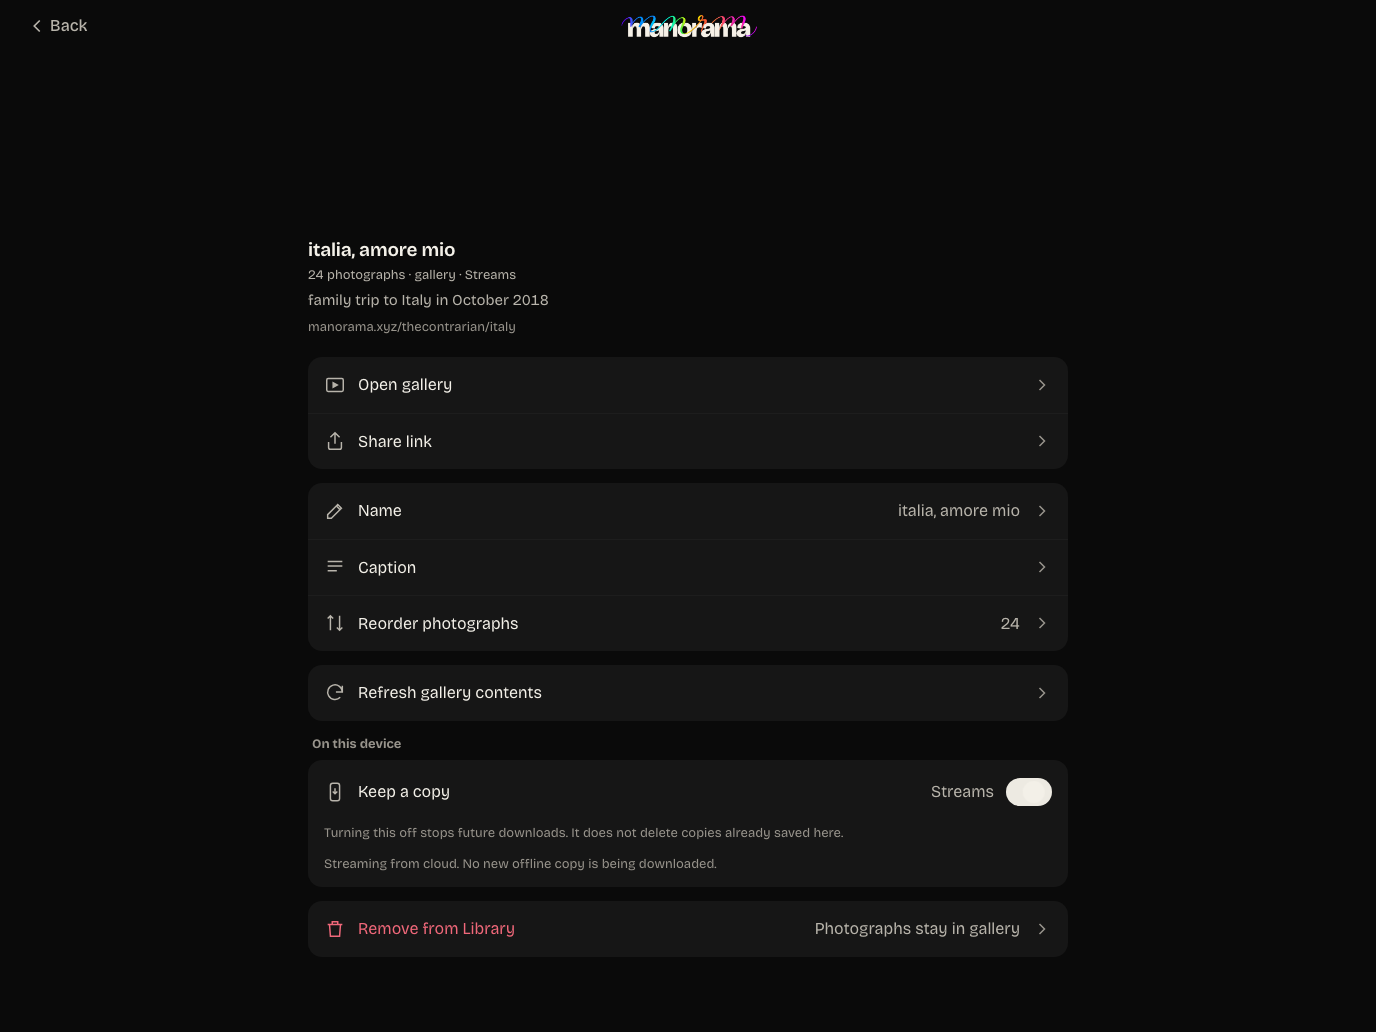 Back
manorama
italia, amore mio
24 photographs · gallery · Streams
family trip to Italy in October 2018
manorama.xyz/thecontrarian/italy
Open gallery
Share link
Name italia, amore mio
Caption
Reorder photographs 24
Refresh gallery contents
On this device
Keep a copy Streams
Turning this off stops future downloads. It does not delete copies already saved here.
Streaming from cloud. No new offline copy is being downloaded.
Remove from Library Photographs stay in gallery